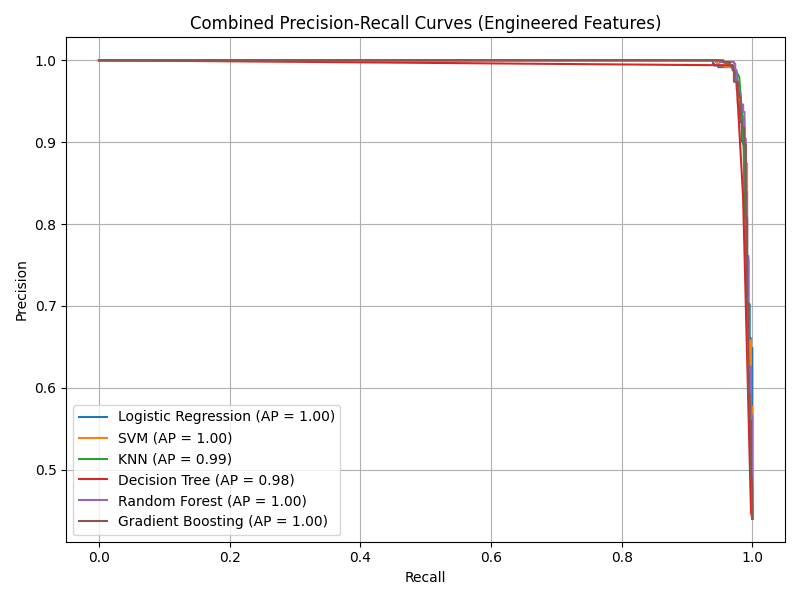 Combined Precision-Recall Curves (Engineered Features)
Precision
1.0
0.9
0.8
0.7
0.6
0.5
Logistic Regression (AP = 1.00)
SVM (AP = 1.00)
KNN (AP = 0.99)
Decision Tree (AP = 0.98)
Random Forest (AP = 1.00)
Gradient Boosting (AP = 1.00)
0.0 0.2 0.4 0.6 0.8 1.0
Recall